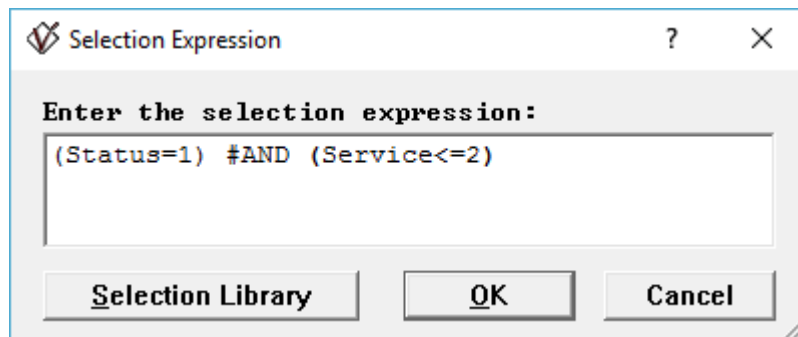 Selection Expression
?
Enter the selection expression:
(Status=1) #AND (Service<=2)
Selection Library
OK
Cancel